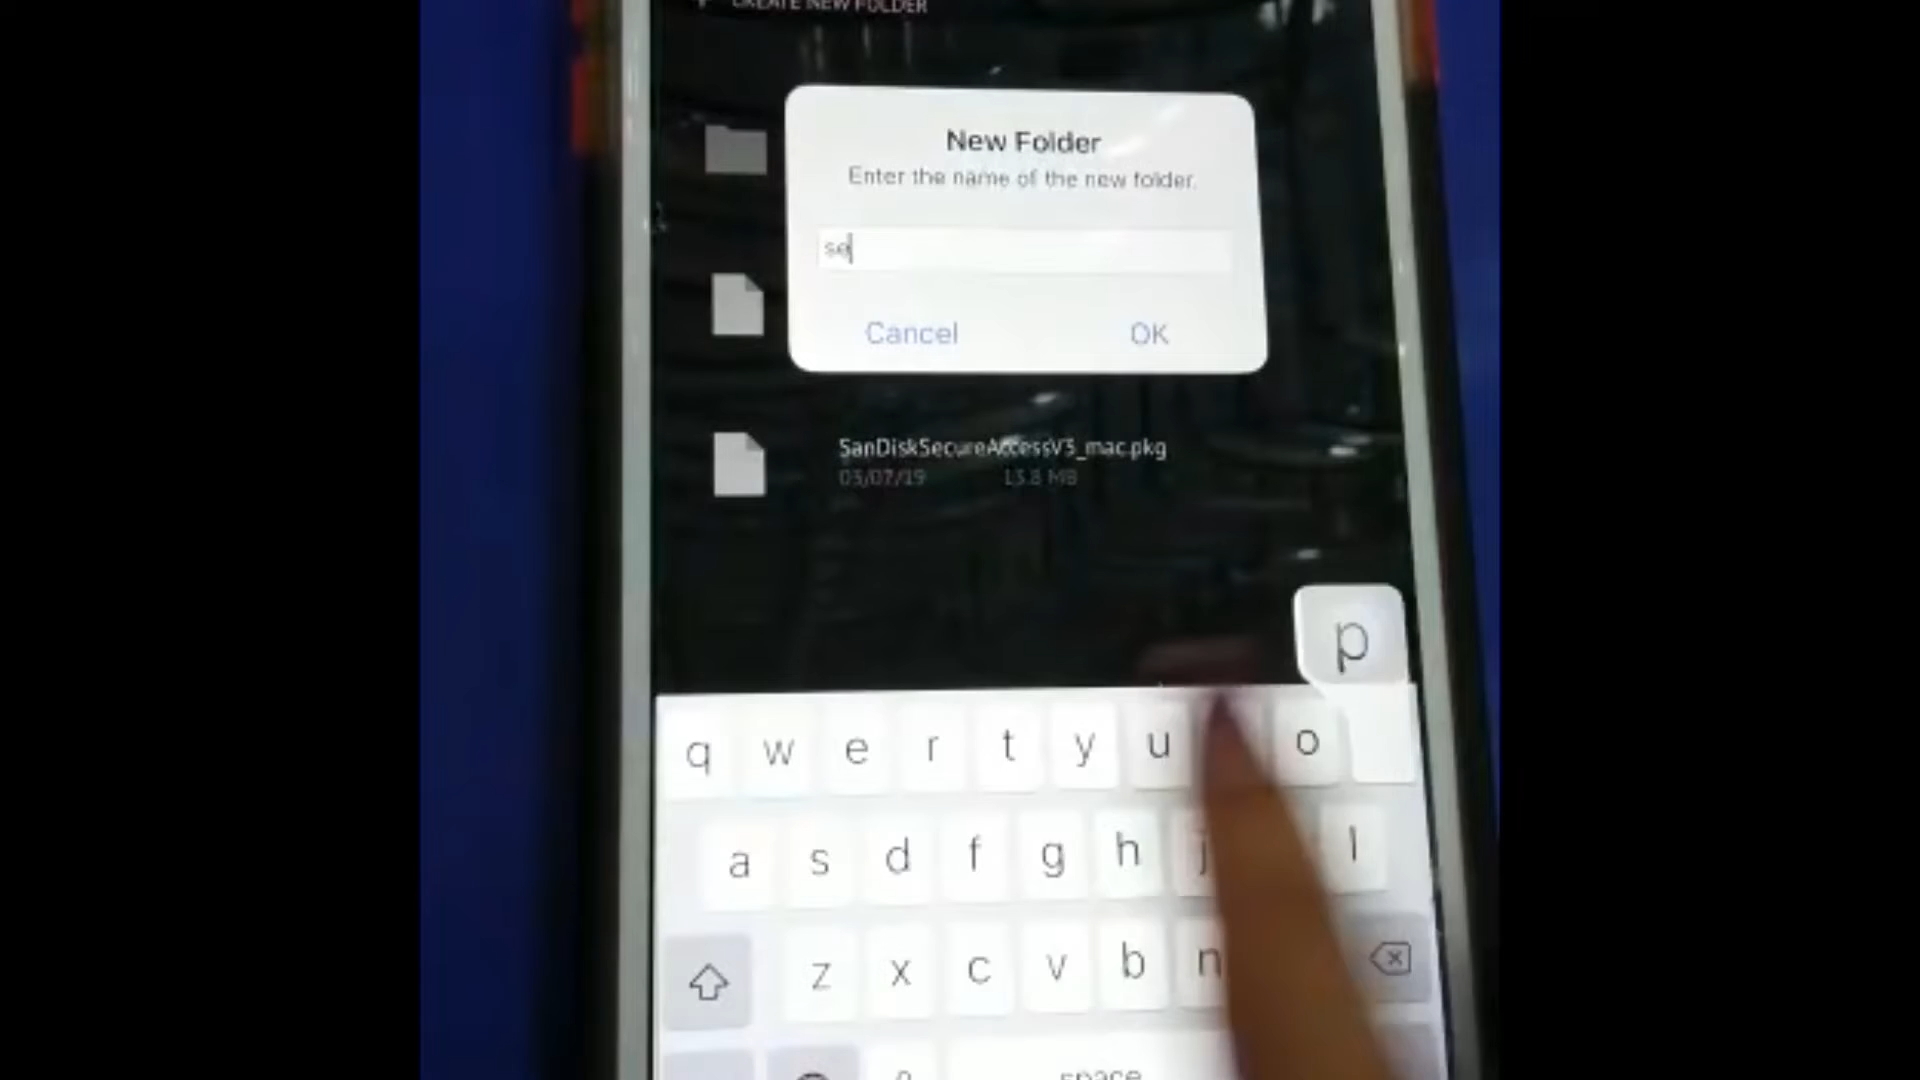 CREATE NEW FOLDER
New Folder
Enter the name of the new folder.
se
Cancel OK
SanDiskSecureAccessV3_mac.pkg
03/07/19 13.8 MB
p
q w e r t y u o
a s d f g h j l
z x c v b n
space